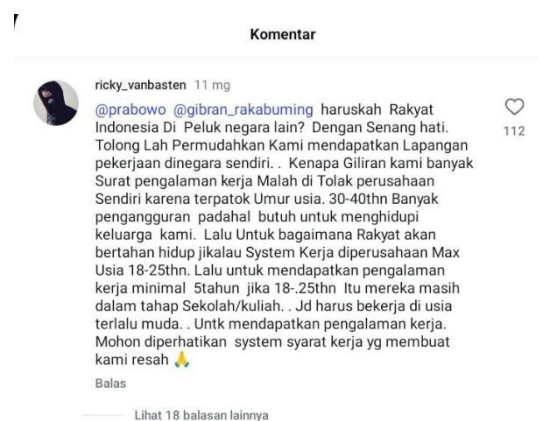 Komentar
ricky_vanbasten 11 mg
@prabowo @gibran_rakabuming haruskah Rakyat
Indonesia Di Peluk negara lain? Dengan Senang hati.
Tolong Lah Permudahkan Kami mendapatkan Lapangan
pekerjaan dinegara sendiri. . Kenapa Giliran kami banyak
Surat pengalaman kerja Malah di Tolak perusahaan
Sendiri karena terpatok Umur usia. 30-40thn Banyak
pengangguran padahal butuh untuk menghidupi
keluarga kami. Lalu Untuk bagaimana Rakyat akan
bertahan hidup jikalau System Kerja diperusahaan Max
Usia 18-25thn. Lalu untuk mendapatkan pengalaman
kerja minimal 5tahun jika 18-.25thn Itu mereka masih
dalam tahap Sekolah/kuliah. . Jd harus bekerja di usia
terlalu muda. . Untk mendapatkan pengalaman kerja.
Mohon diperhatikan system syarat kerja yg membuat
kami resah 🙏
112
Balas
Lihat 18 balasan lainnya